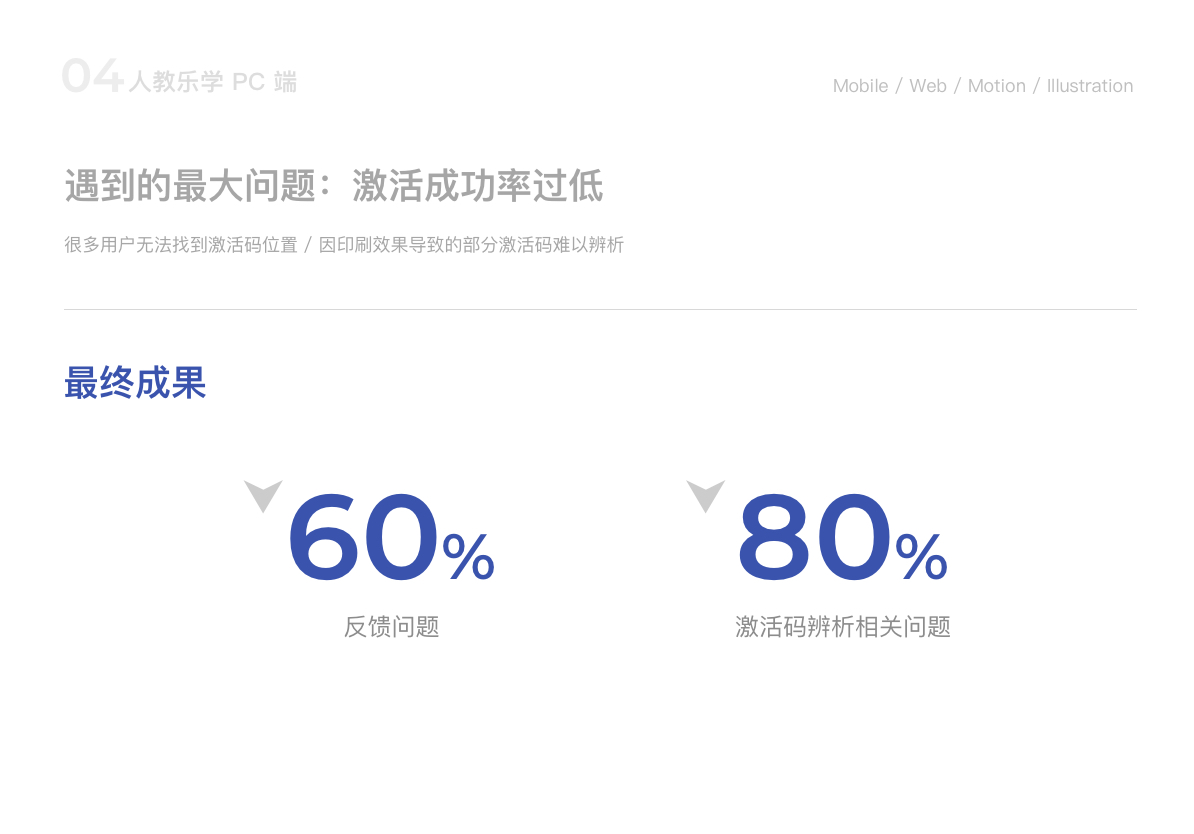 04 人教乐学 PC 端
Mobile / Web / Motion / Illustration
遇到的最大问题：激活成功率过低
很多用户无法找到激活码位置 / 因印刷效果导致的部分激活码难以辨析
最终成果
60%
80%
反馈问题
激活码辨析相关问题